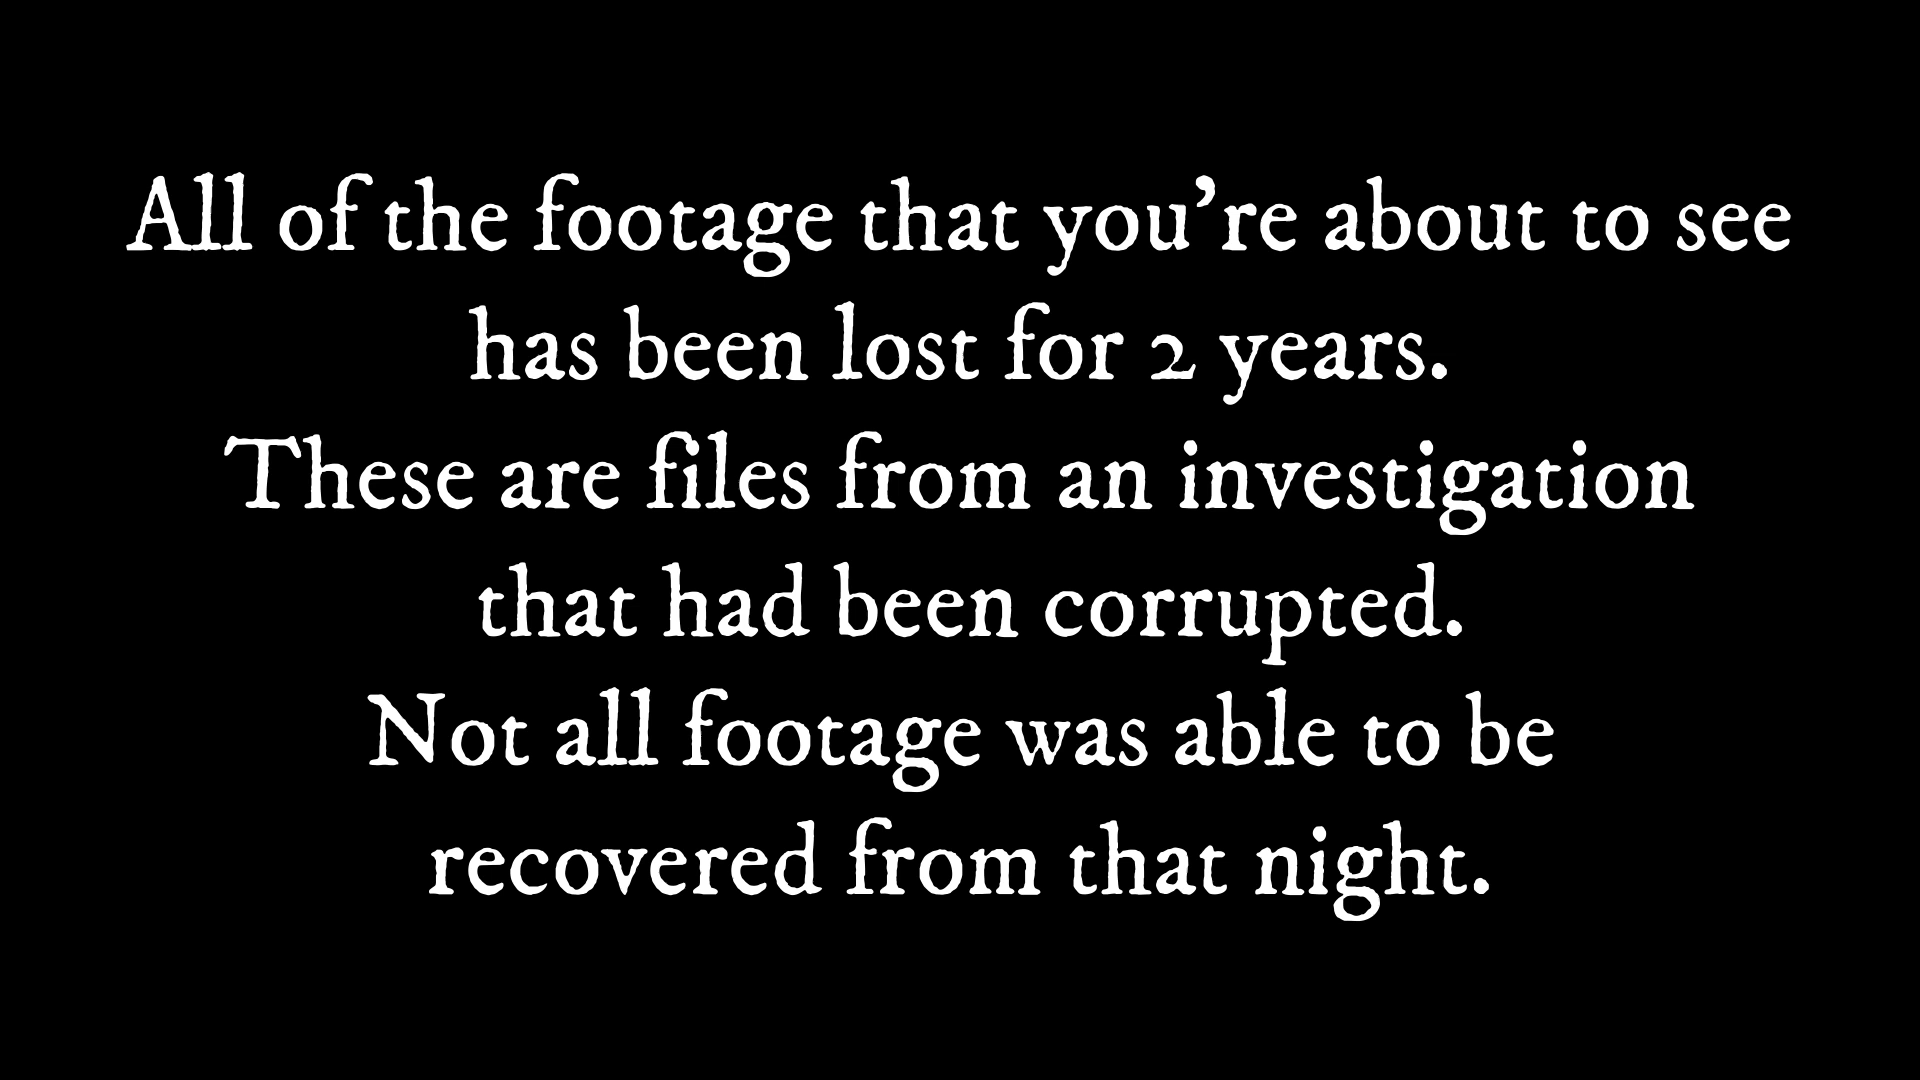 All of the footage that you’re about to see
has been lost for 2 years.
These are files from an investigation
that had been corrupted.
Not all footage was able to be
recovered from that night.